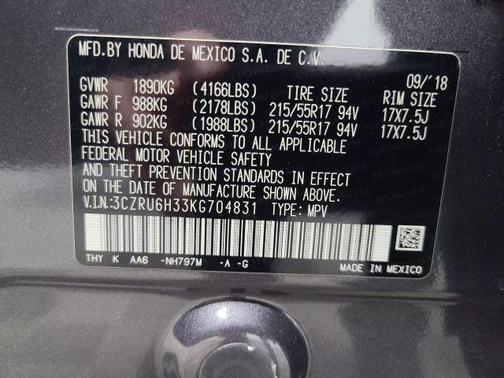 MFD. BY HONDA DE MEXICO S.A. DE C.V.
09/'18
GVWR 1890KG (4166LBS) TIRE SIZE RIM SIZE
GAWR F 988KG (2178LBS) 215/55R17 94V 17X7.5J
GAWR R 902KG (1988LBS) 215/55R17 94V 17X7.5J
THIS VEHICLE CONFORMS TO ALL APPLICABLE
FEDERAL MOTOR VEHICLE SAFETY
AND THEFT PREVENTION STANDARDS IN EFFECT
ON THE DATE OF MANUFACTURE SHOWN ABOVE.
V.I.N:3CZRU6H33KG704831 TYPE: MPV
THY K AA6 -NH797M -A -G MADE IN MEXICO